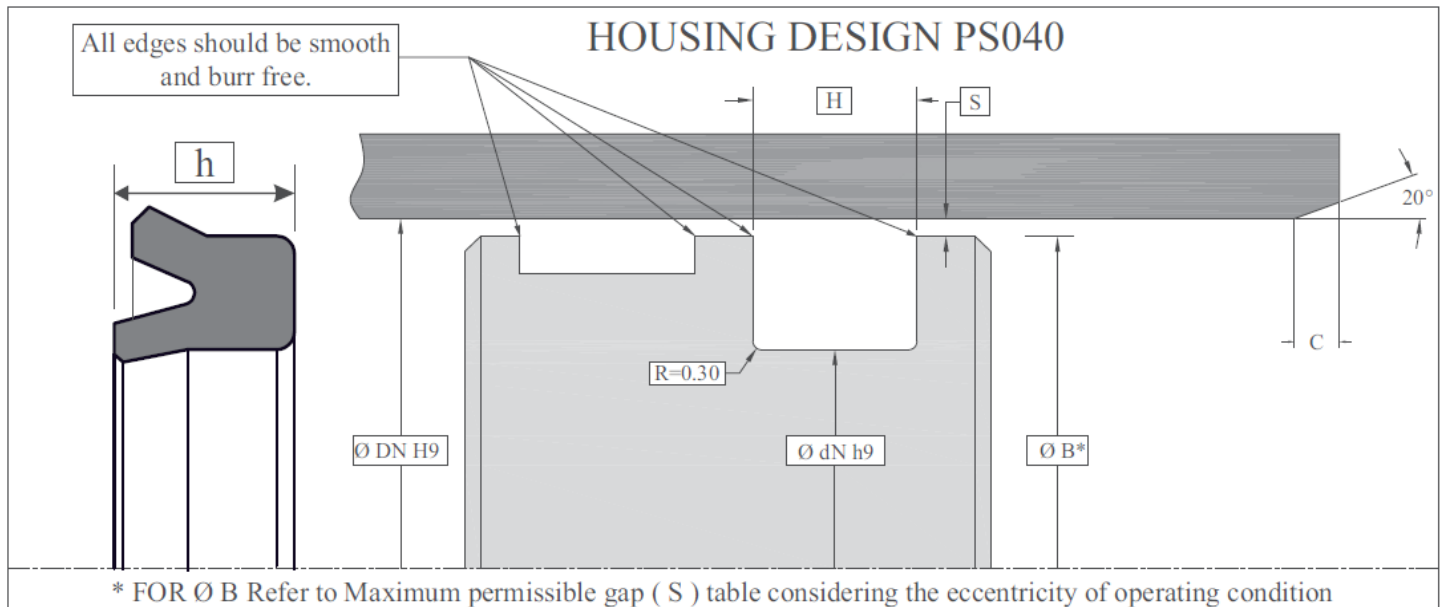 HOUSING DESIGN PS040
All edges should be smooth
and burr free.
H
S
h
20°
C
R=0.30
Ø DN H9
Ø dN h9
Ø B*
* FOR Ø B Refer to Maximum permissible gap ( S ) table considering the eccentricity of operating condition